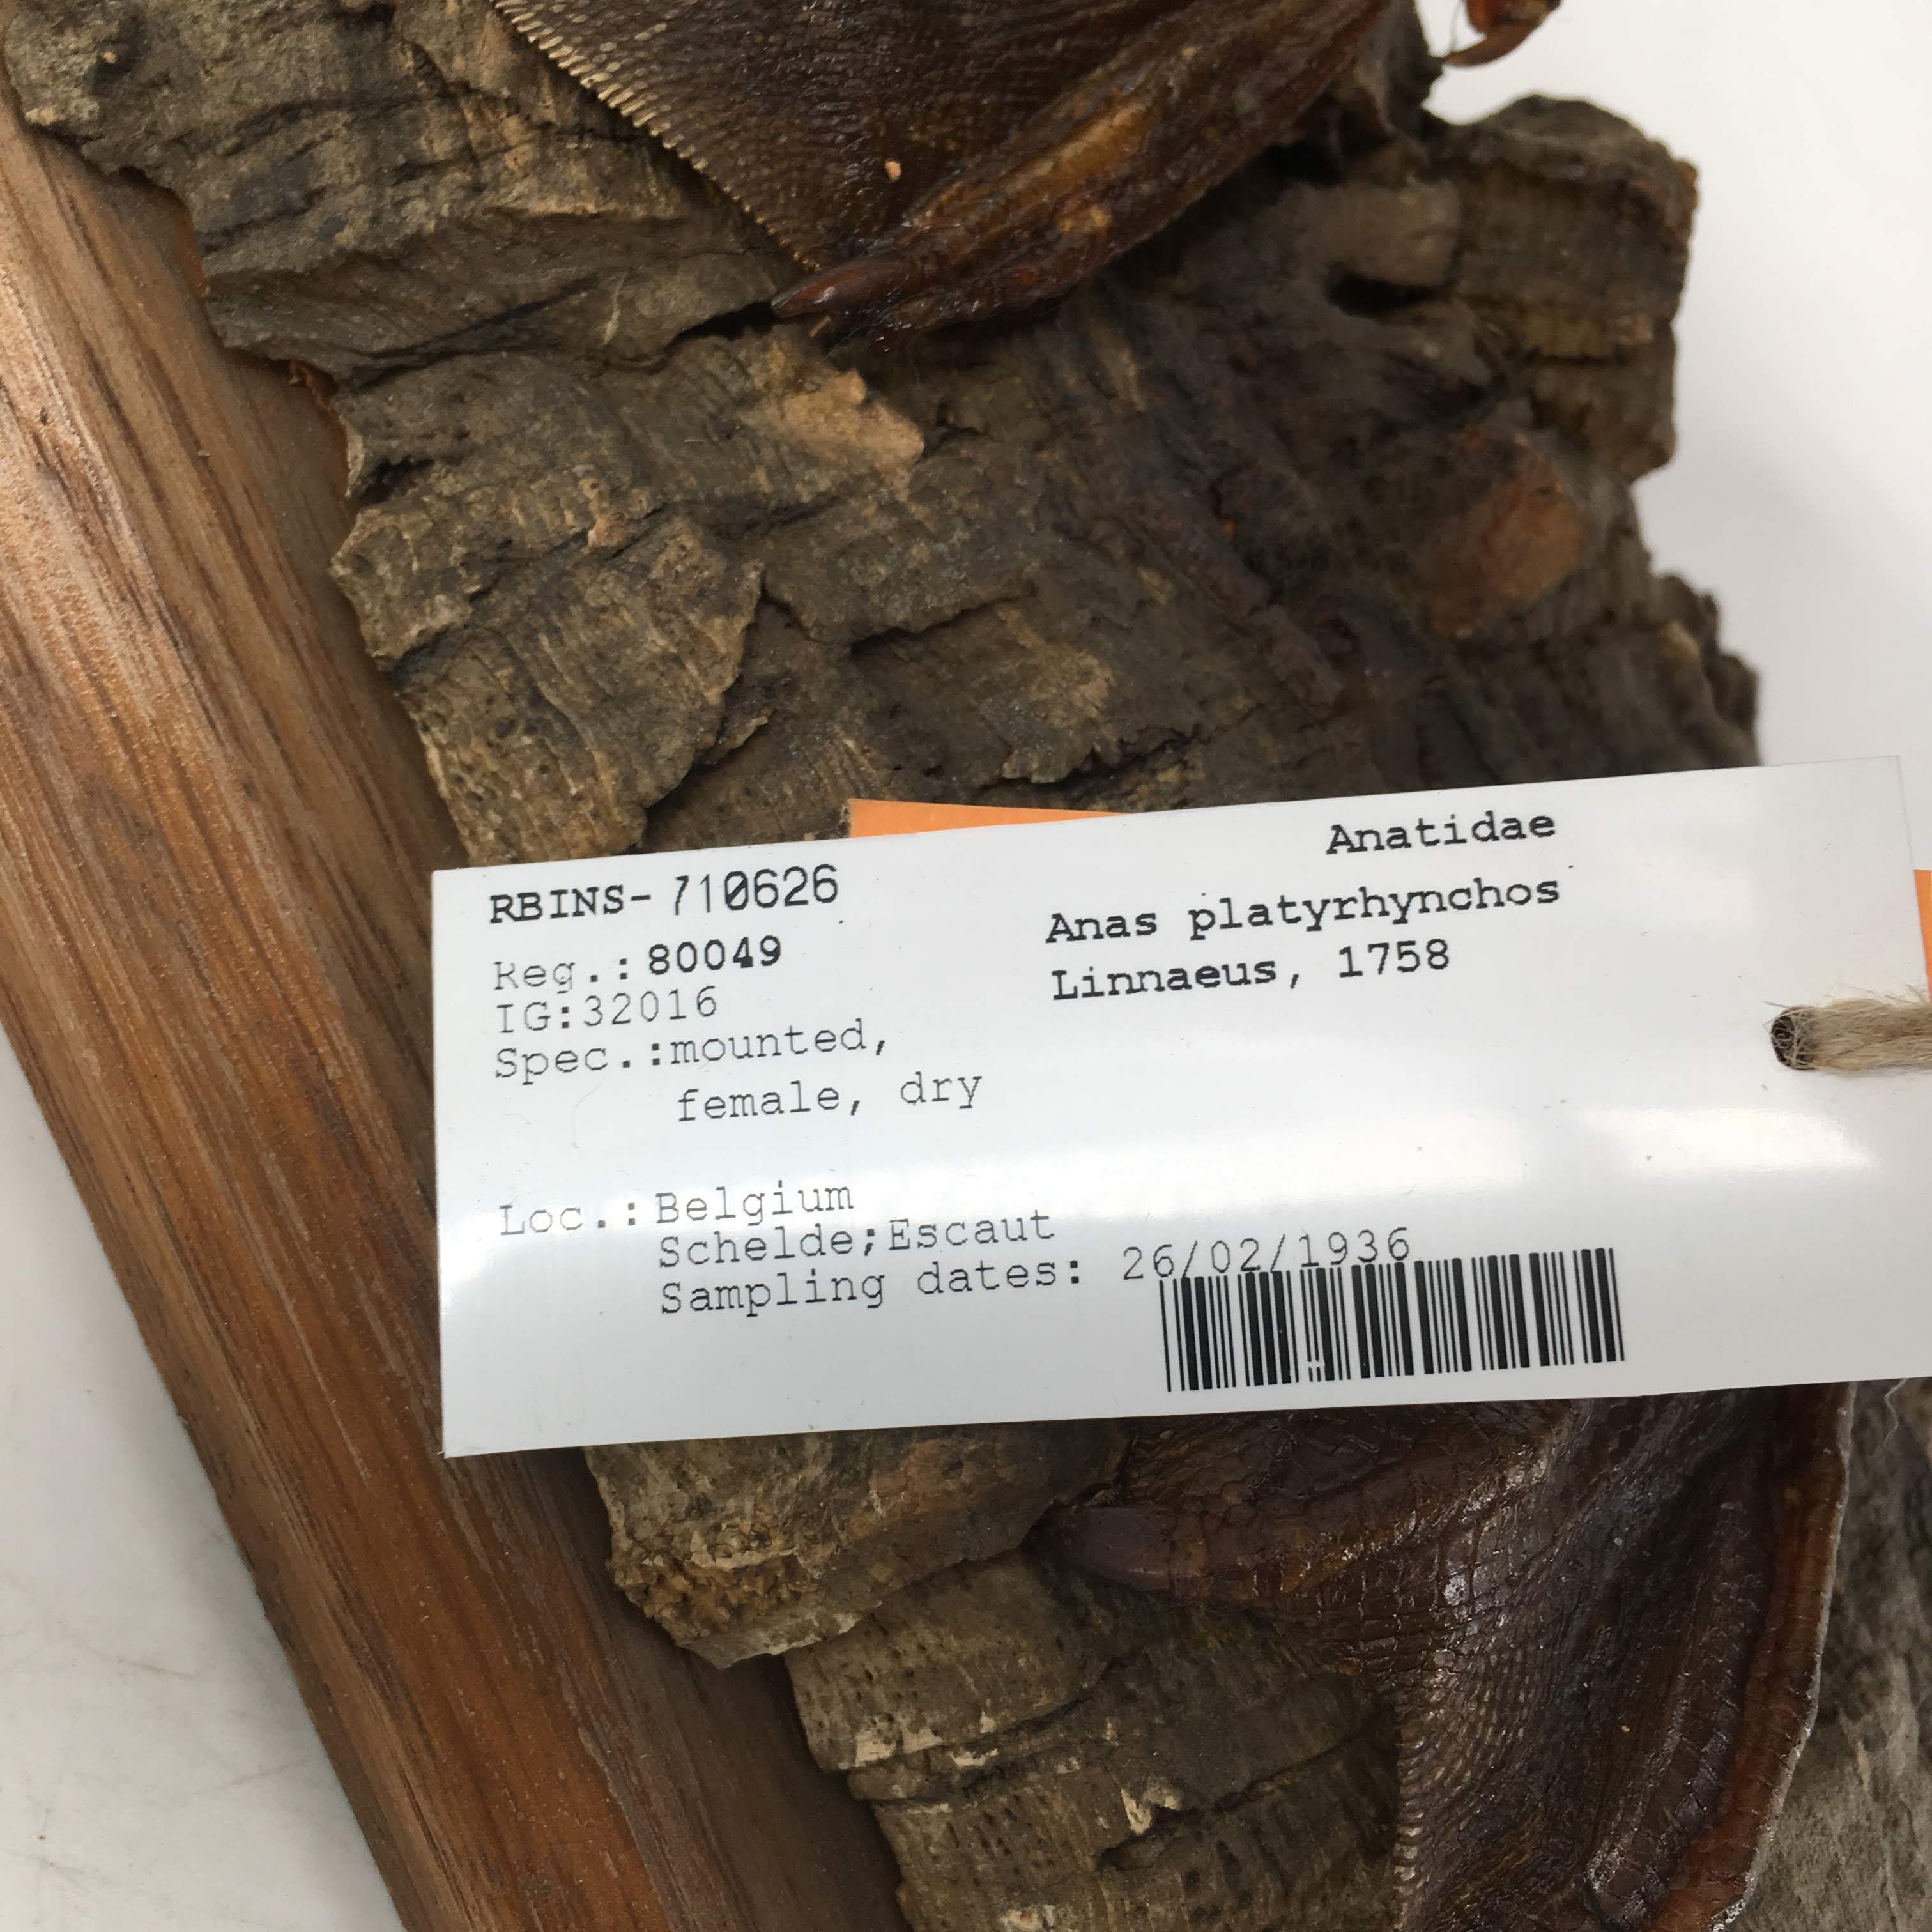 RBINS-710626
Reg.:80049
IG:32016
Spec.:mounted,
female, dry
Anatidae
Anas platyrhynchos
Linnaeus, 1758
Loc.:Belgium
Schelde;Escaut
Sampling dates: 26/02/1936